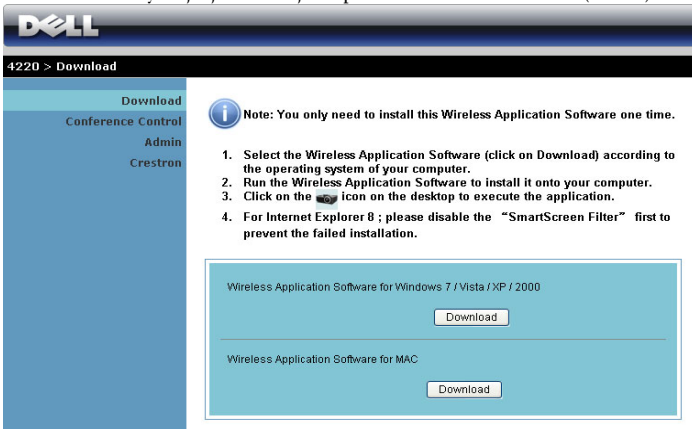 DELL
4220 > Download
Download
Conference Control
Admin
Crestron
Note: You only need to install this Wireless Application Software one time.
1. Select the Wireless Application Software (click on Download) according to
the operating system of your computer.
2. Run the Wireless Application Software to install it onto your computer.
3. Click on the icon on the desktop to execute the application.
4. For Internet Explorer 8 ; please disable the “SmartScreen Filter” first to
prevent the failed installation.
Wireless Application Software for Windows 7 / Vista / XP / 2000
Download
Wireless Application Software for MAC
Download